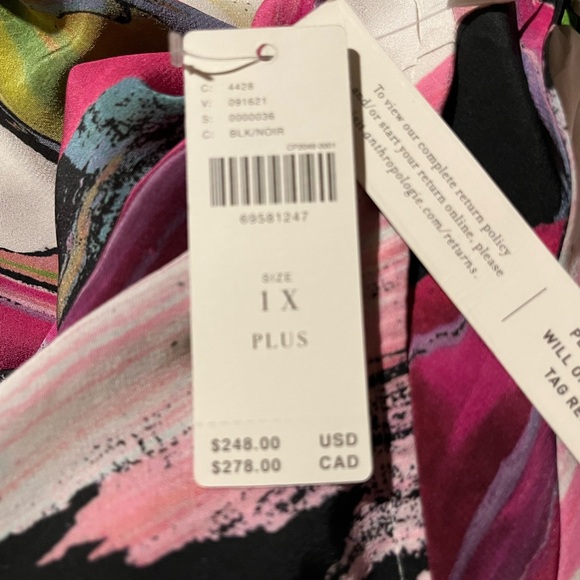 C: 4428
V: 091621
S: 0000036
C: BLK/NOIR
69581247
SIZE
1 X
PLUS
$248.00 USD
$278.00 CAD
To view our complete return policy
and/or start your return online, please
anthropologie.com/returns.
WILL
TAG